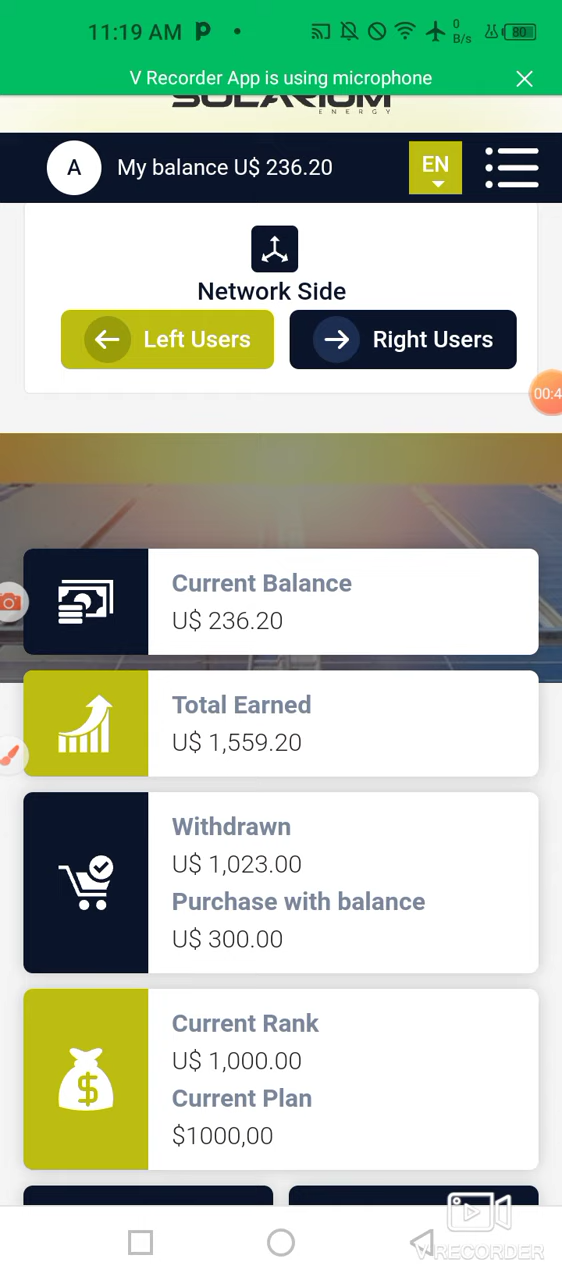 11:19 AM
0
B/s
80
V Recorder App is using microphone
SOLARIUM
ENERGY
A
My balance U$ 236.20
EN
Network Side
Left Users
Right Users
00:4
Current Balance
U$ 236.20
Total Earned
U$ 1,559.20
Withdrawn
U$ 1,023.00
Purchase with balance
U$ 300.00
Current Rank
U$ 1,000.00
Current Plan
$1000,00
VRECORDER